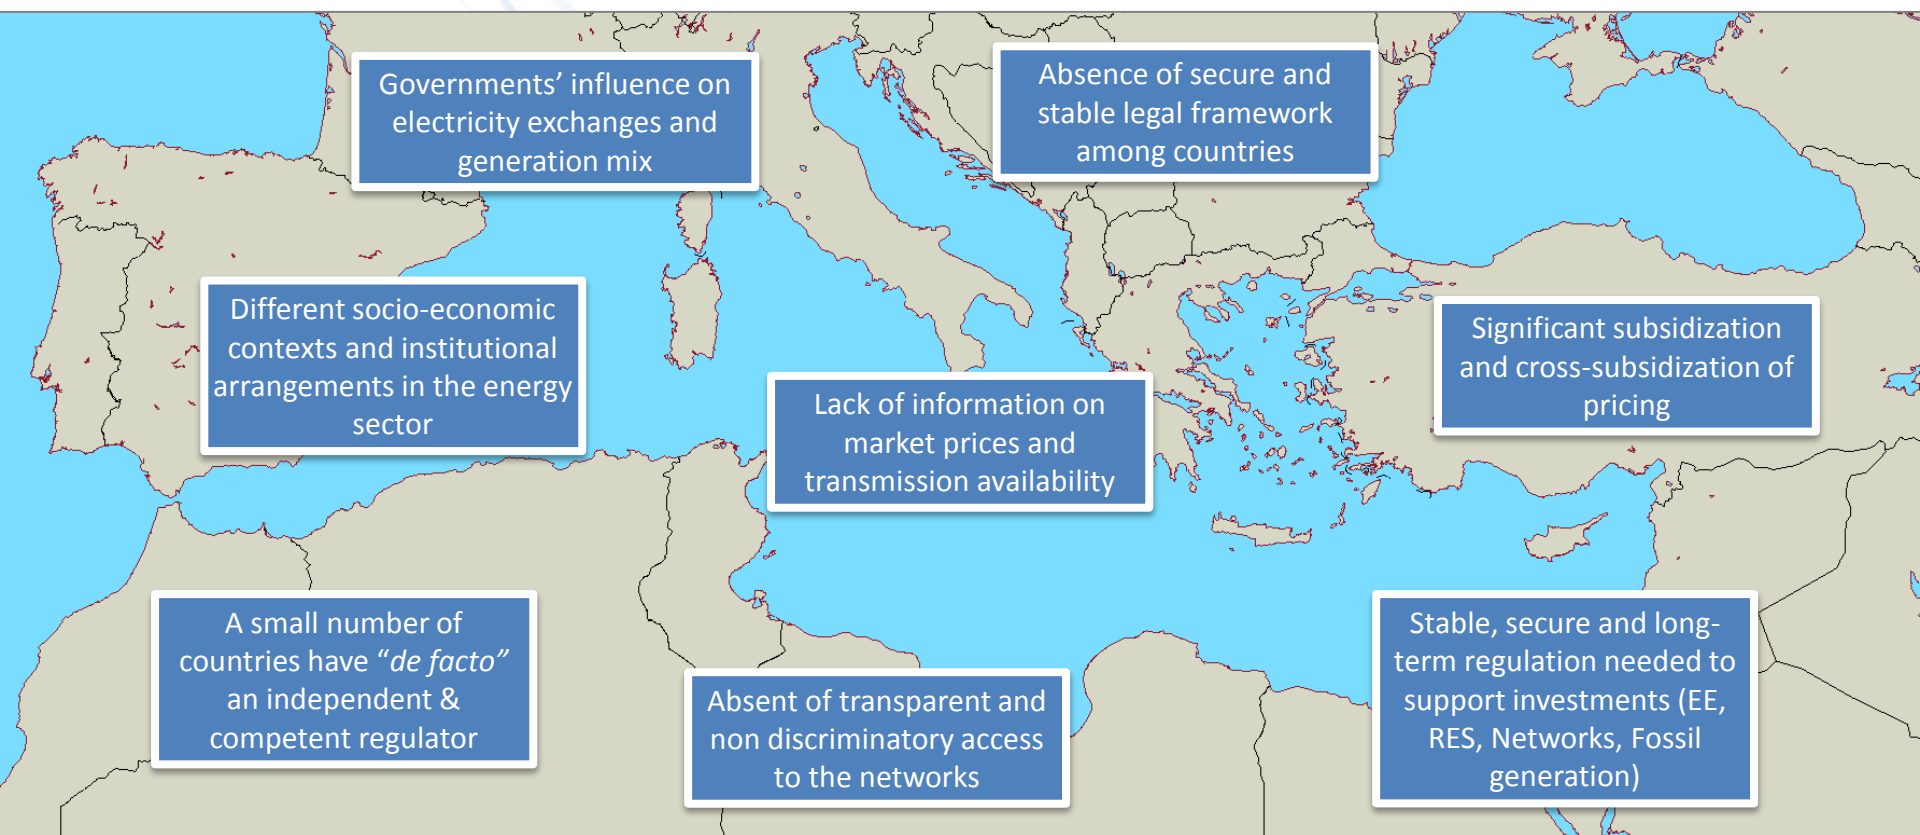 Governments’ influence on
electricity exchanges and
generation mix
Absence of secure and
stable legal framework
among countries
Different socio-economic
contexts and institutional
arrangements in the energy
sector
Significant subsidization
and cross-subsidization of
pricing
Lack of information on
market prices and
transmission availability
A small number of
countries have “de facto”
an independent &
competent regulator
Absent of transparent and
non discriminatory access
to the networks
Stable, secure and long-
term regulation needed to
support investments (EE,
RES, Networks, Fossil
generation)